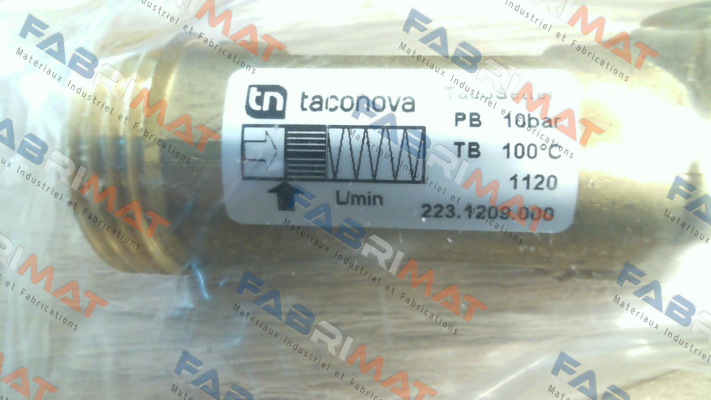 tn taconova
PB 10bar
TB 100°C
L/min
1120
223.1209.000
FABRIMAT
Materiaux Industriel et Fabrications